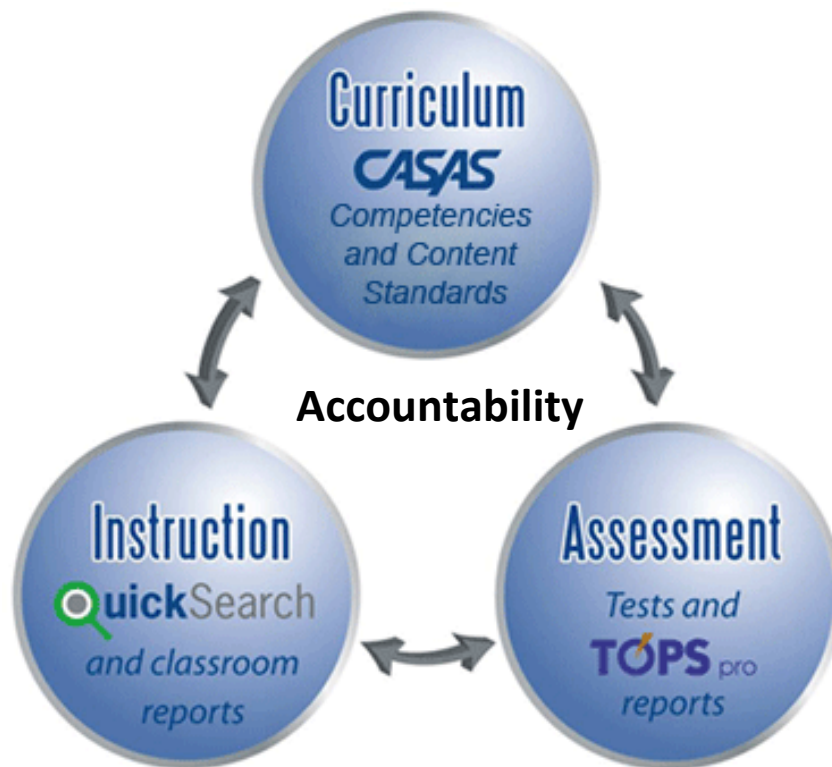 Curriculum
CASAS
Competencies
and Content
Standards
Accountability
Instruction
QuickSearch
and classroom
reports
Assessment
Tests and
TOPS pro
reports